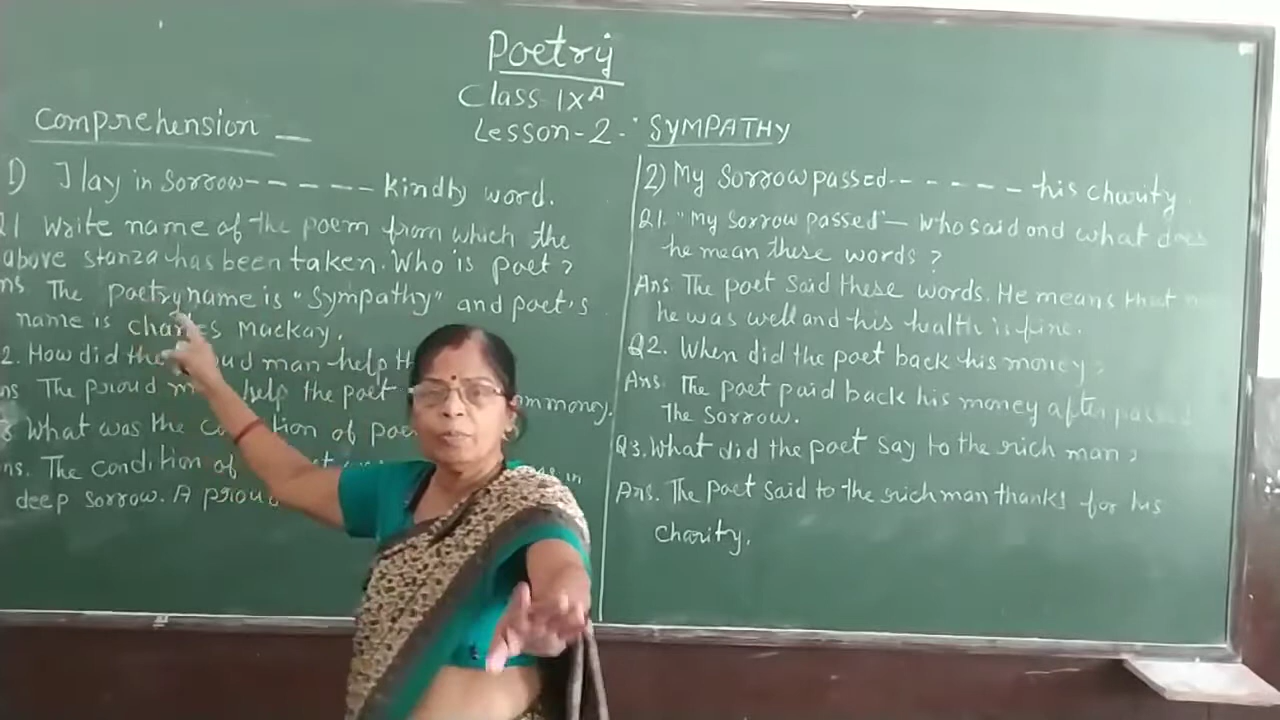 Poetry
Class IX A
Lesson-2-: SYMPATHY
Comprehension —
1) I lay in Sorrow------ kindly word.
Q1 Write name of the poem from which the
above stanza has been taken. Who is poet?
ns The Poetry name is "Sympathy" and poet's
name is Charles Mackay.
2. How did the proud man help th
ns The proud m help the poet mmoney.
What was the condition of poe
ns. The condition of in
deep sorrow. A proud
2) My Sorrow passed------ his charity.
Q1. "My Sorrow passed" — Who said and what does
he mean these words?
Ans. The poet said these words. He means that
he was well and his health is fine.
Q2. When did the poet back his money?
Ans. The poet paid back his money after passed
the sorrow.
Q3. What did the poet say to the rich man?
Ans. The Poet said to the rich man thanks for his
charity.